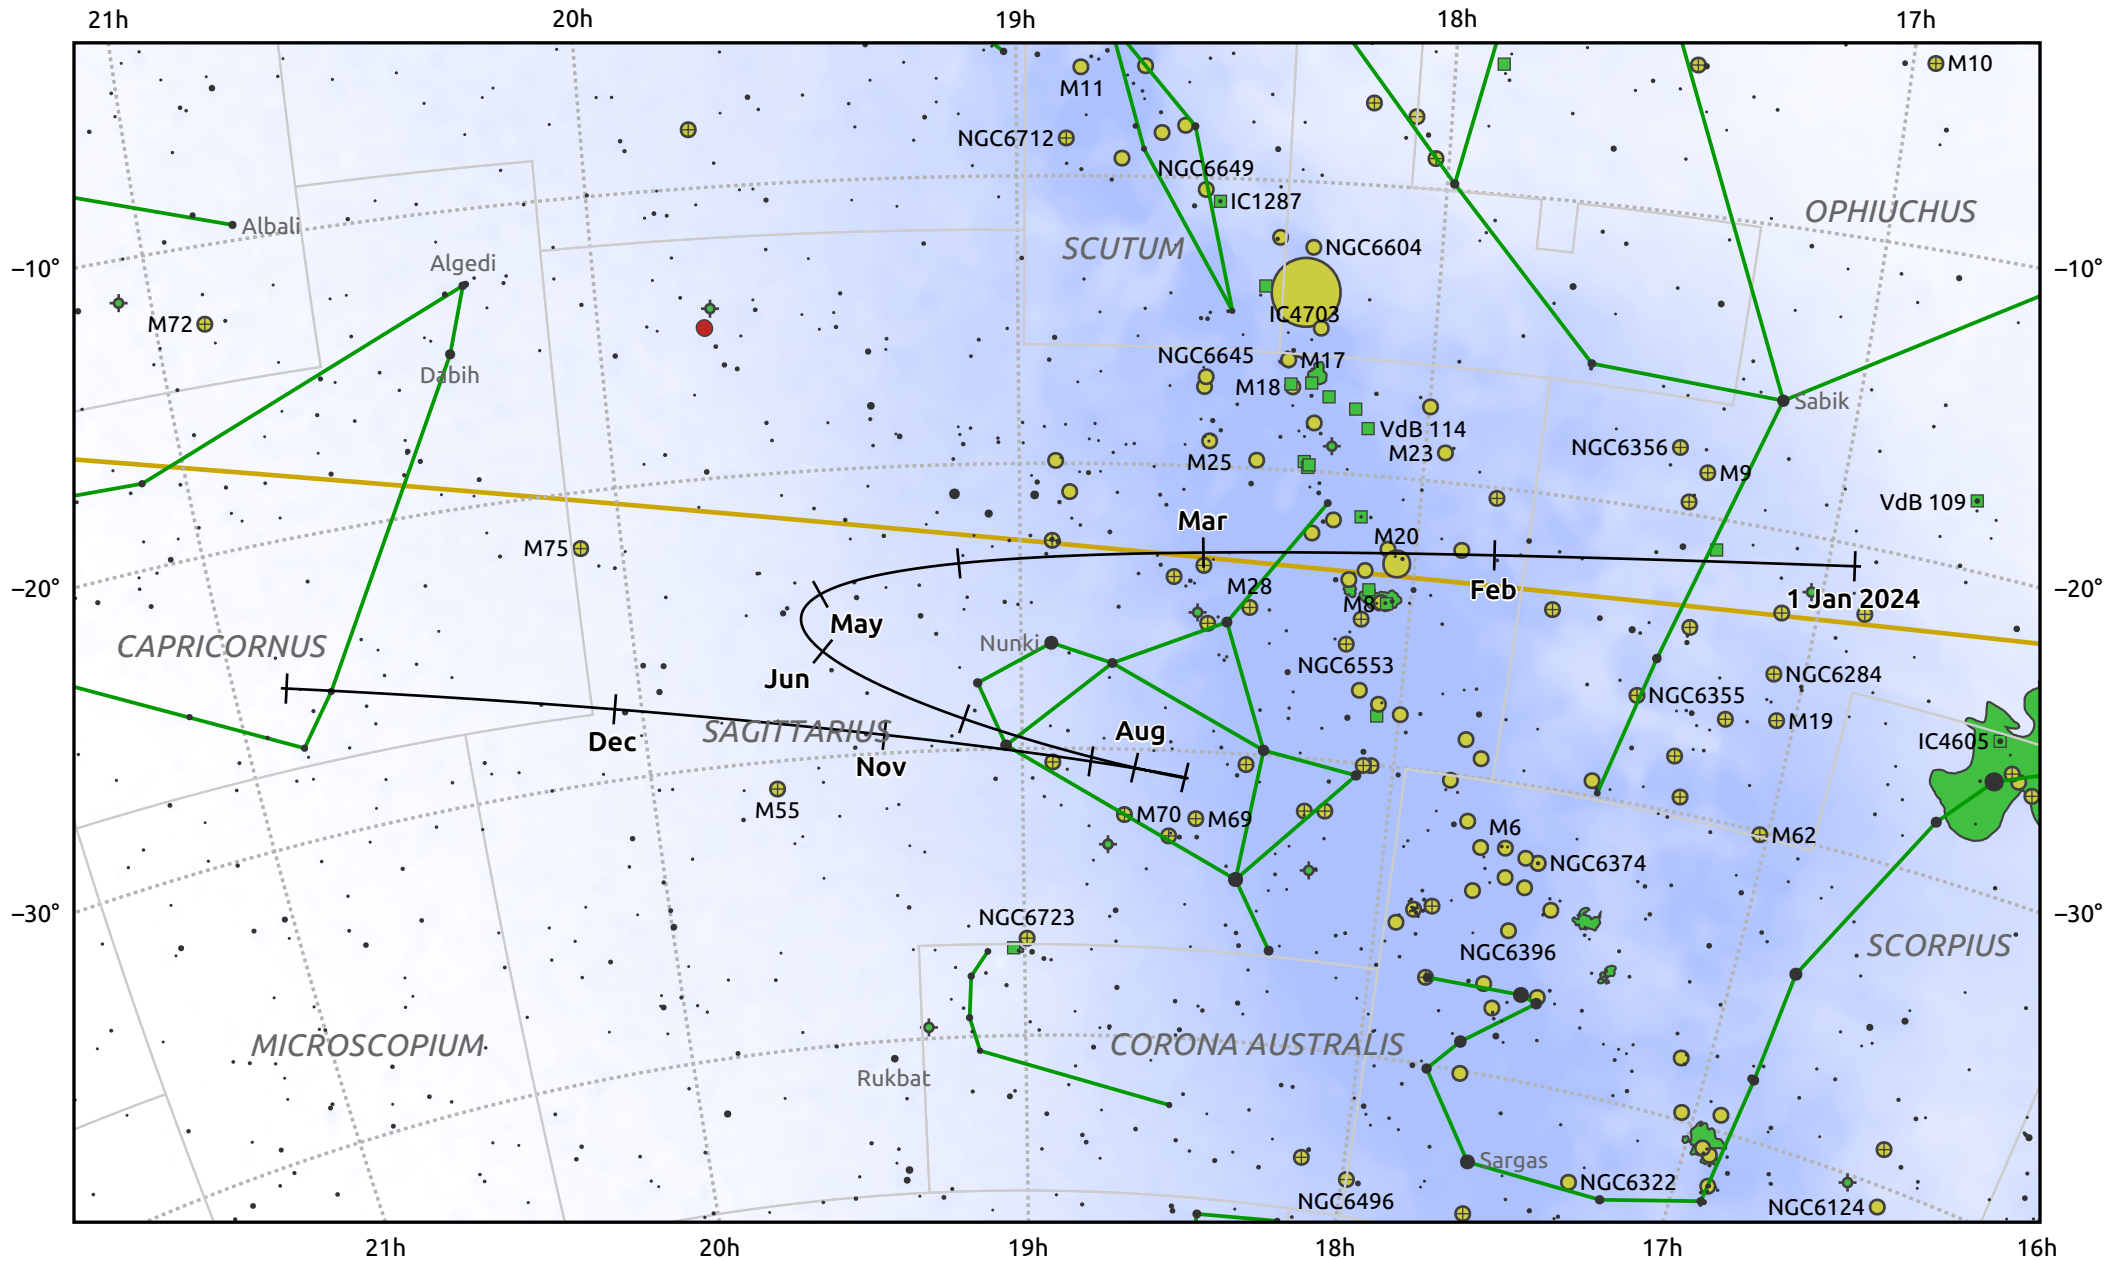 21h 20h 19h 18h 17h
M11
M10
NGC6712
NGC6649
IC1287
OPHIUCHUS
Albali
SCUTUM
NGC6604
−10° Algedi −10°
M72
IC4703
NGC6645 M17
Dabih
M18
Sabik
VdB 114
M25 M23 NGC6356
M9
VdB 109
Mar
M20
M75
−20° M28 Feb 1 Jan 2024 −20°
M8
May
CAPRICORNUS Nunki
NGC6553
Jun NGC6284
NGC6355
SAGITTARIUS Aug M19
Dec IC4605
Nov
M55 M70 M69
M6 M62
NGC6374
−30° NGC6723 −30°
NGC6396 SCORPIUS
MICROSCOPIUM CORONA AUSTRALIS
Rukbat
Sargas
NGC6322
NGC6496 NGC6124
21h 20h 19h 18h 17h 16h